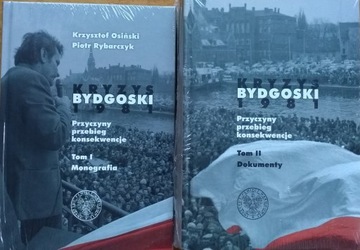 Krzysztof Osiński
Piotr Rybarczyk
KRYZYS
BYDGOSKI
1981
Przyczyny
przebieg
konsekwencje
Tom I
Monografia
KRYZYS
BYDGOSKI
1981
Przyczyny
przebieg
konsekwencje
Tom II
Dokumenty